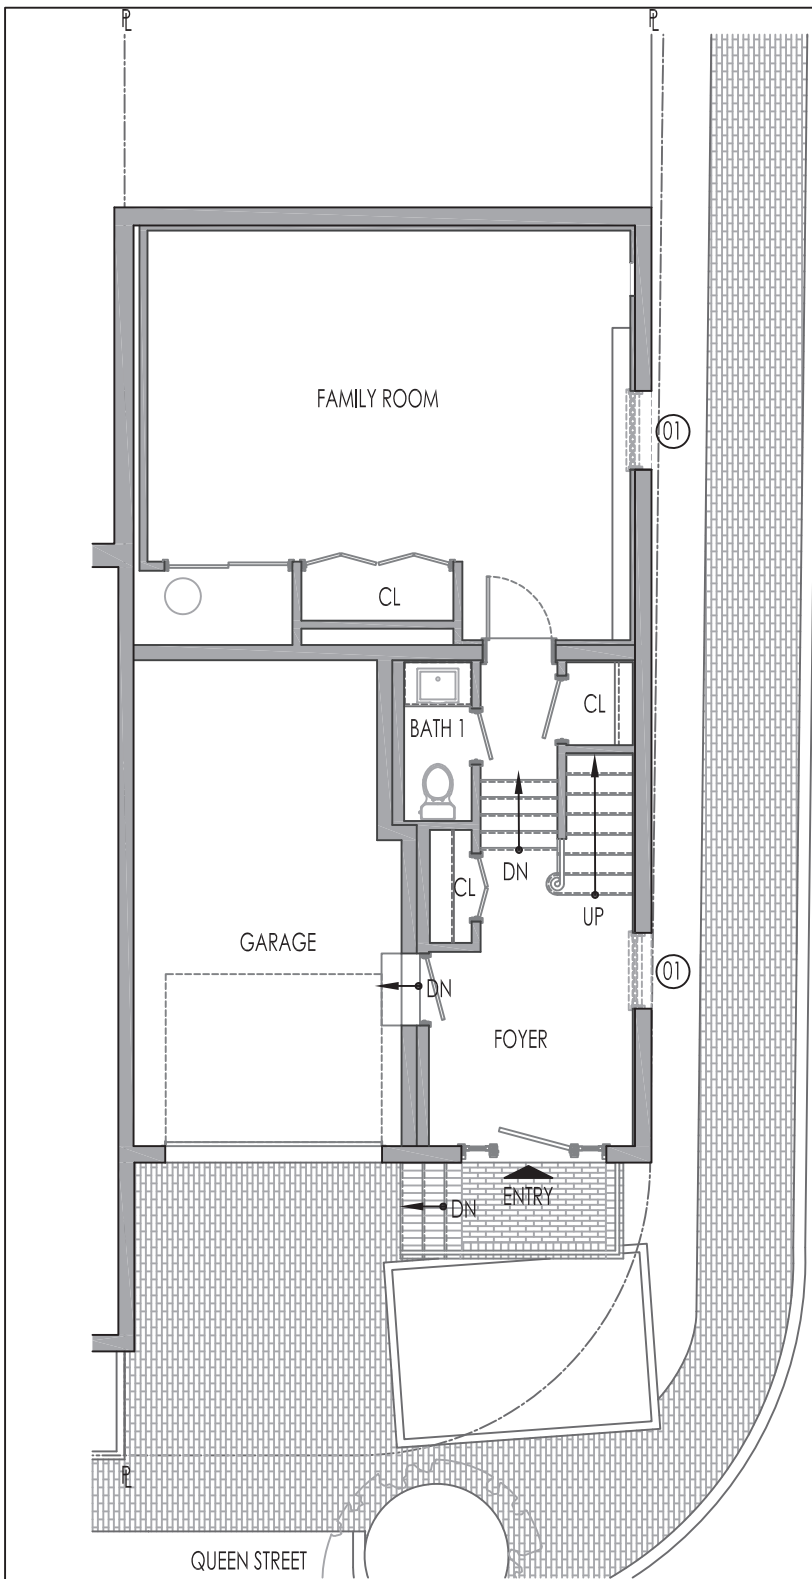 PL
PL
FAMILY ROOM
01
CL
CL
BATH 1
DN
CL
UP
GARAGE
01
DN
FOYER
ENTRY
DN
PL
QUEEN STREET